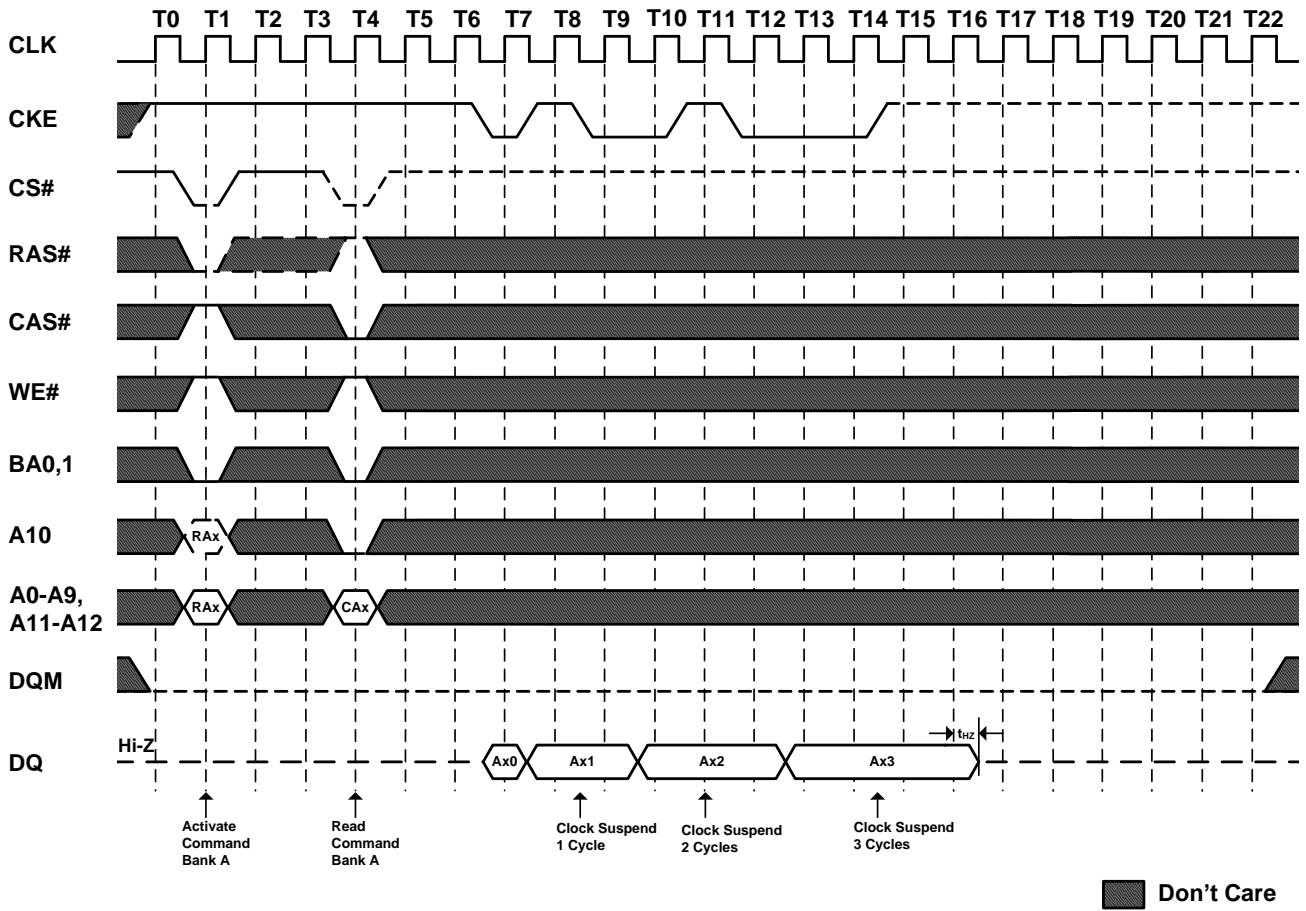 T0 T1 T2 T3 T4 T5 T6 T7 T8 T9 T10 T11 T12 T13 T14 T15 T16 T17 T18 T19 T20 T21 T22
CLK
CKE
CS#
RAS#
CAS#
WE#
BA0,1
A10
RAx
A0-A9,
A11-A12
RAx
CAx
DQM
DQ
Hi-Z
Ax0
Ax1
Ax2
Ax3
tHZ
Activate
Command
Bank A
Read
Command
Bank A
Clock Suspend
1 Cycle
Clock Suspend
2 Cycles
Clock Suspend
3 Cycles
Don't Care